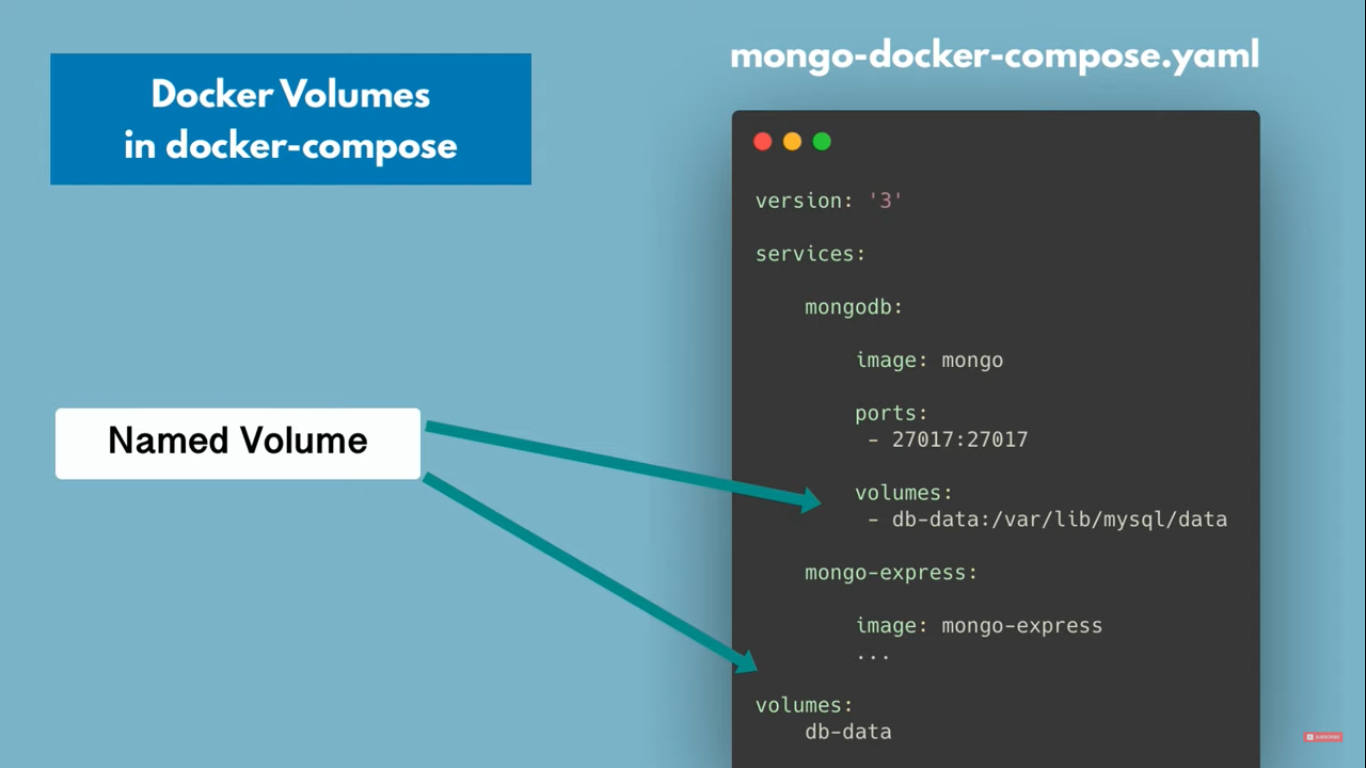 Docker Volumes
in docker-compose
Named Volume
mongo-docker-compose.yaml
version: '3'
services:
mongodb:
image: mongo
ports:
- 27017:27017
volumes:
- db-data:/var/lib/mysql/data
mongo-express:
image: mongo-express
...
volumes:
db-data
SUBSCRIBE